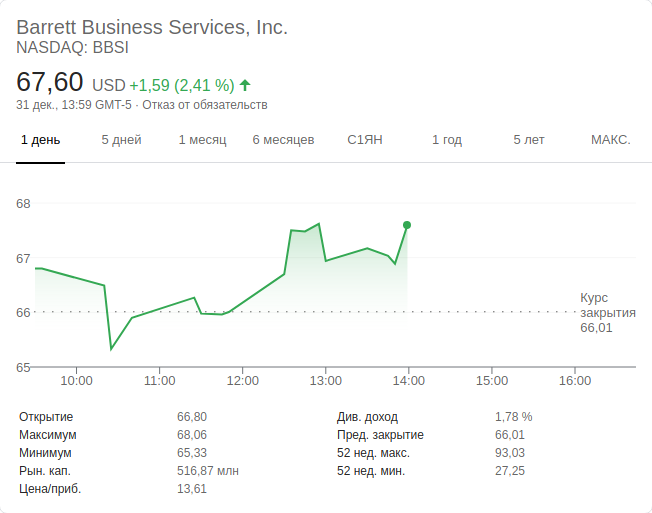 Barrett Business Services, Inc.
NASDAQ: BBSI
67,60 USD +1,59 (2,41 %)
31 дек., 13:59 GMT-5 · Отказ от обязательств
1 день 5 дней 1 месяц 6 месяцев С1ЯН 1 год 5 лет МАКС.
68
67
66
65
Курс
закрытия
66,01
10:00 11:00 12:00 13:00 14:00 15:00 16:00
Открытие 66,80 Див. доход 1,78 %
Максимум 68,06 Пред. закрытие 66,01
Минимум 65,33 52 нед. макс. 93,03
Рын. кап. 516,87 млн 52 нед. мин. 27,25
Цена/приб. 13,61